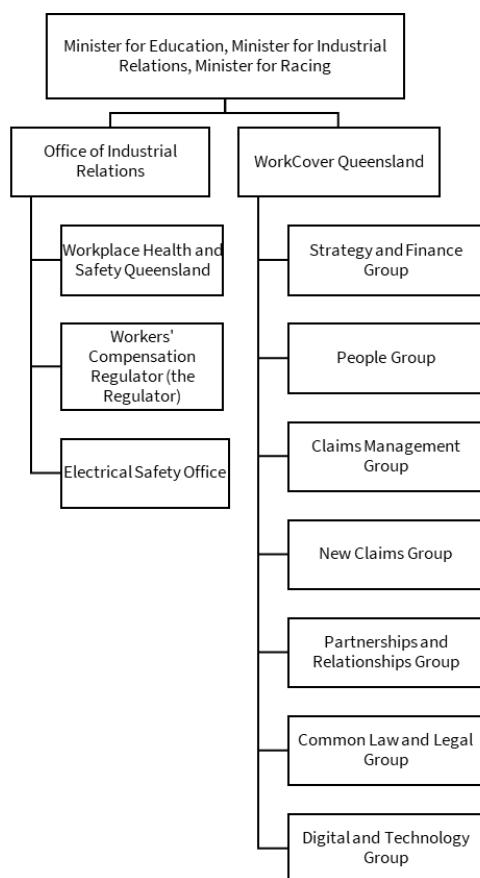 Minister for Education, Minister for Industrial
Relations, Minister for Racing
Office of Industrial
Relations
WorkCover Queensland
Workplace Health and
Safety Queensland
Workers'
Compensation
Regulator (the
Regulator)
Electrical Safety Office
Strategy and Finance
Group
People Group
Claims Management
Group
New Claims Group
Partnerships and
Relationships Group
Common Law and Legal
Group
Digital and Technology
Group